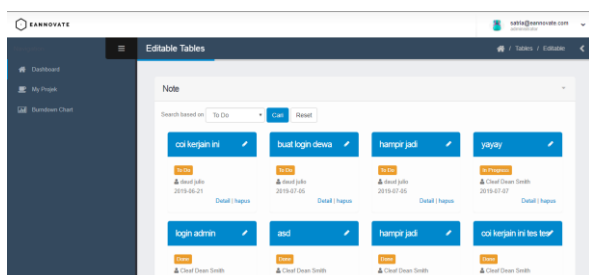 EANNOVATE
satria@eannovate.com
Editable Tables
/ Tables / Editable
Dashboard
My Projek
Burndown Chart
Note
Search based on To Do Cari Reset
coi kerjain ini buat login dewa hampir jadi yayay
To Do To Do To Do In Progress
daud julio daud julio daud julio Cleaf Dean Smith
2019-06-21 2019-07-05 2019-07-05 2019-07-07
Detail | hapus Detail | hapus Detail | hapus Detail | hapus
login admin asd hampir jadi coi kerjain ini tes tes
Done Done Done Done
Cleaf Dean Smith Cleaf Dean Smith Cleaf Dean Smith Cleaf Dean Smith